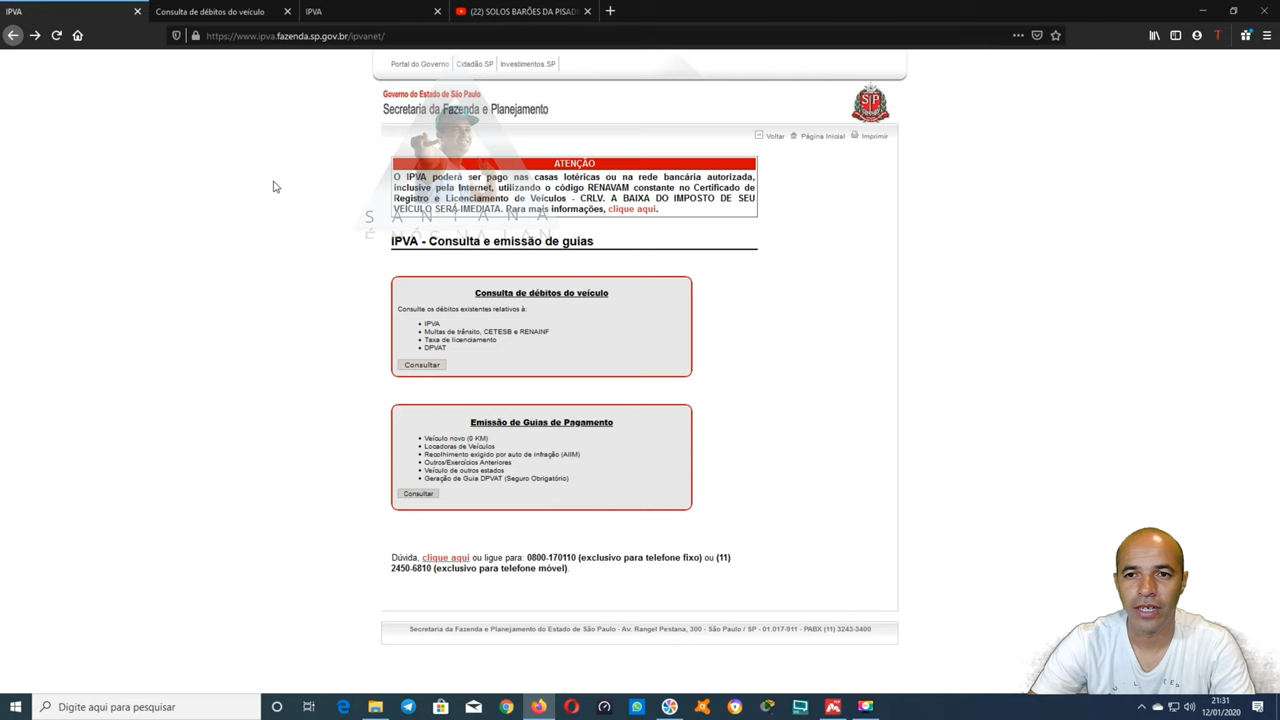 IPVA
Consulta de débitos do veículo
IPVA
(22) SOLOS BARÕES DA PISAD
https://www.ipva.fazenda.sp.gov.br/ipvanet/
Portal do Governo
Cidadão.SP
Investimentos.SP
Governo do Estado de São Paulo
Secretaria da Fazenda e Planejamento
SP
Voltar
Página Inicial
Imprimir
ATENÇÃO
O IPVA poderá ser pago nas casas lotéricas ou na rede bancária autorizada,
inclusive pela Internet, utilizando o código RENAVAM constante no Certificado de
Registro e Licenciamento de Veículos - CRLV. A BAIXA DO IMPOSTO DE SEU
VEÍCULO SERÁ IMEDIATA. Para mais informações, clique aqui.
SANTANA
É NÓS NA LAN
IPVA - Consulta e emissão de guias
Consulta de débitos do veículo
Consulte os débitos existentes relativos à:
• IPVA
• Multas de trânsito, CETESB e RENAINF
• Taxa de licenciamento
• DPVAT
Consultar
Emissão de Guias de Pagamento
• Veículo novo (0 KM)
• Locadoras de Veículos
• Recolhimento exigido por auto de infração (AIIM)
• Outros/Exercícios Anteriores
• Veículo de outros estados
• Geração de Guia DPVAT (Seguro Obrigatório)
Consultar
Dúvida, clique aqui ou ligue para: 0800-170110 (exclusivo para telefone fixo) ou (11)
2450-6810 (exclusivo para telefone móvel).
Secretaria da Fazenda e Planejamento do Estado de São Paulo - Av. Rangel Pestana, 300 - São Paulo / SP - 01.017-911 - PABX (11) 3243-3400
Digite aqui para pesquisar
21:31
12/01/2020